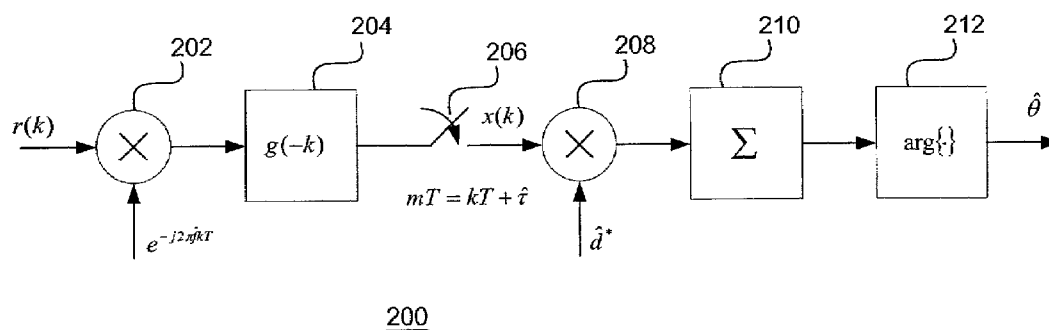 202
204
206
208
210
212
r(k)
g(−k)
x(k)
Σ
arg{·}
θ̂
mT = kT + τ̂
e^{−j2πf̂kT}
d̂*
200